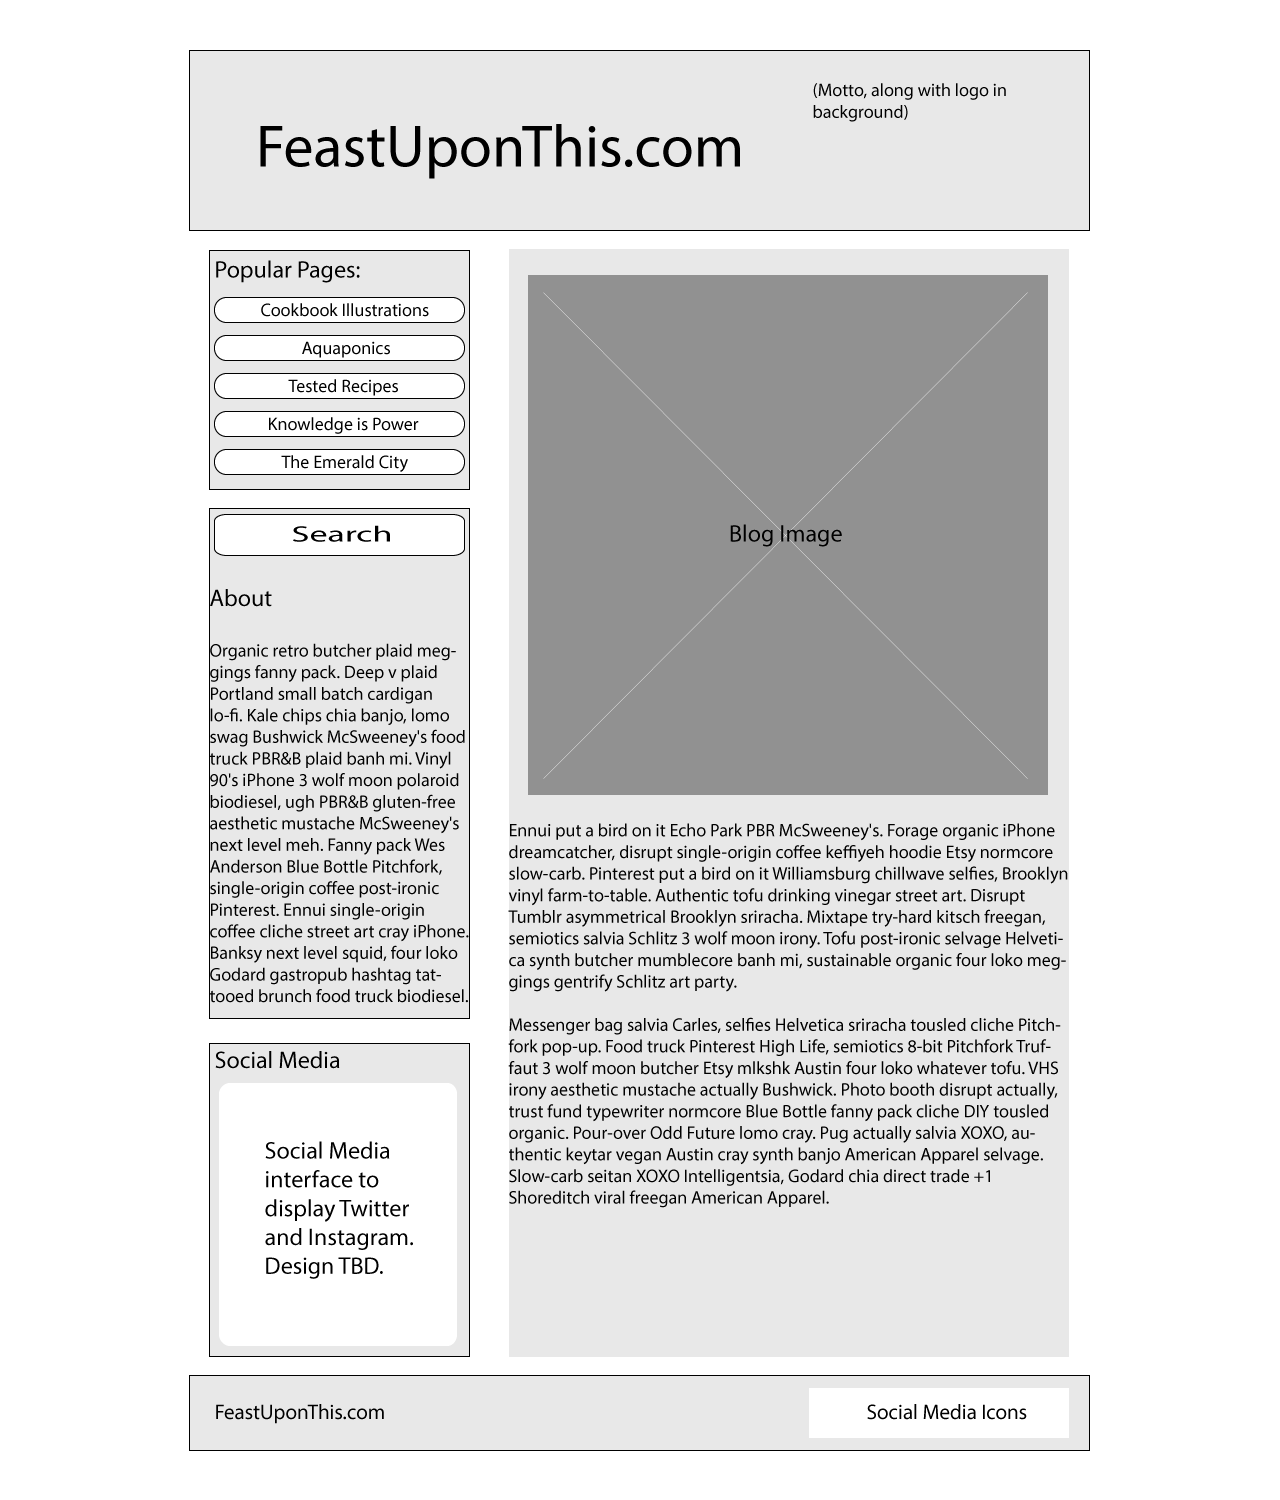 (Motto, along with logo in
background)
FeastUponThis.com
Popular Pages:
Cookbook Illustrations
Aquaponics
Tested Recipes
Knowledge is Power
The Emerald City
Search
About
Organic retro butcher plaid meg-
gings fanny pack. Deep v plaid
Portland small batch cardigan
lo-fi. Kale chips chia banjo, lomo
swag Bushwick McSweeney's food
truck PBR&B plaid banh mi. Vinyl
90's iPhone 3 wolf moon polaroid
biodiesel, ugh PBR&B gluten-free
aesthetic mustache McSweeney's
next level meh. Fanny pack Wes
Anderson Blue Bottle Pitchfork,
single-origin coffee post-ironic
Pinterest. Ennui single-origin
coffee cliche street art cray iPhone.
Banksy next level squid, four loko
Godard gastropub hashtag tat-
tooed brunch food truck biodiesel.
Social Media
Social Media
interface to
display Twitter
and Instagram.
Design TBD.
Blog Image
Ennui put a bird on it Echo Park PBR McSweeney's. Forage organic iPhone
dreamcatcher, disrupt single-origin coffee keffiyeh hoodie Etsy normcore
slow-carb. Pinterest put a bird on it Williamsburg chillwave selfies, Brooklyn
vinyl farm-to-table. Authentic tofu drinking vinegar street art. Disrupt
Tumblr asymmetrical Brooklyn sriracha. Mixtape try-hard kitsch freegan,
semiotics salvia Schlitz 3 wolf moon irony. Tofu post-ironic selvage Helveti-
ca synth butcher mumblecore banh mi, sustainable organic four loko meg-
gings gentrify Schlitz art party.
Messenger bag salvia Carles, selfies Helvetica sriracha tousled cliche Pitch-
fork pop-up. Food truck Pinterest High Life, semiotics 8-bit Pitchfork Truf-
faut 3 wolf moon butcher Etsy mlkshk Austin four loko whatever tofu. VHS
irony aesthetic mustache actually Bushwick. Photo booth disrupt actually,
trust fund typewriter normcore Blue Bottle fanny pack cliche DIY tousled
organic. Pour-over Odd Future lomo cray. Pug actually salvia XOXO, au-
thentic keytar vegan Austin cray synth banjo American Apparel selvage.
Slow-carb seitan XOXO Intelligentsia, Godard chia direct trade +1
Shoreditch viral freegan American Apparel.
FeastUponThis.com
Social Media Icons